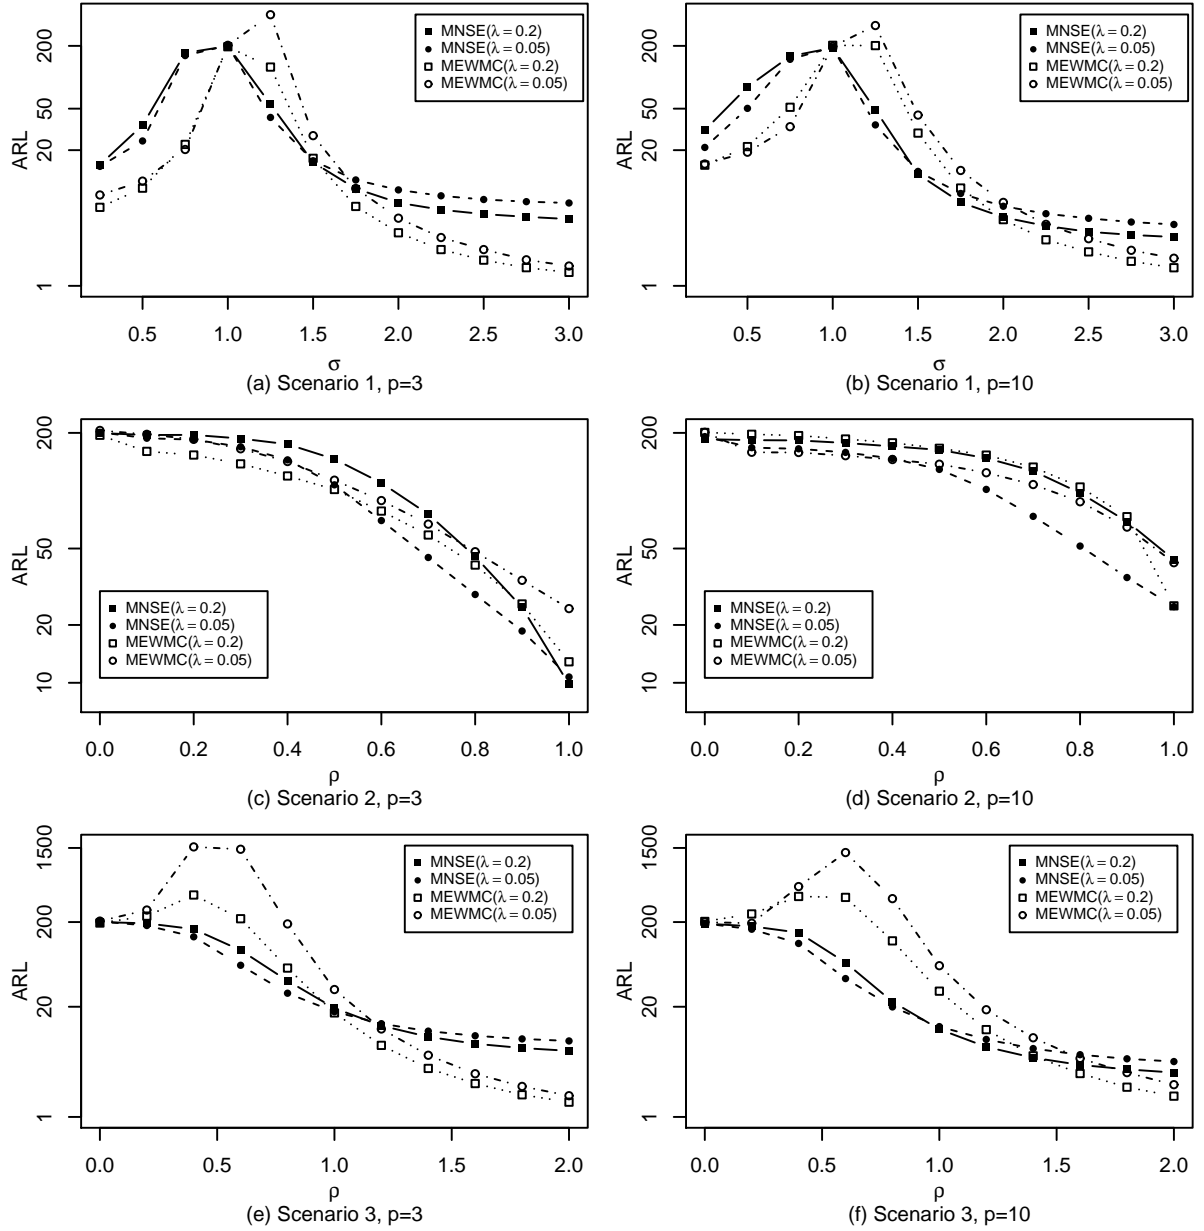 200
50
20
1
ARL
MNSE(λ = 0.2)
MNSE(λ = 0.05)
MEWMC(λ = 0.2)
MEWMC(λ = 0.05)
0.5 1.0 1.5 2.0 2.5 3.0
σ
(a) Scenario 1, p=3
200
50
20
1
ARL
MNSE(λ = 0.2)
MNSE(λ = 0.05)
MEWMC(λ = 0.2)
MEWMC(λ = 0.05)
0.5 1.0 1.5 2.0 2.5 3.0
σ
(b) Scenario 1, p=10
200
50
20
10
ARL
MNSE(λ = 0.2)
MNSE(λ = 0.05)
MEWMC(λ = 0.2)
MEWMC(λ = 0.05)
0.0 0.2 0.4 0.6 0.8 1.0
ρ
(c) Scenario 2, p=3
200
50
20
10
ARL
MNSE(λ = 0.2)
MNSE(λ = 0.05)
MEWMC(λ = 0.2)
MEWMC(λ = 0.05)
0.0 0.2 0.4 0.6 0.8 1.0
ρ
(d) Scenario 2, p=10
1500
200
20
1
ARL
MNSE(λ = 0.2)
MNSE(λ = 0.05)
MEWMC(λ = 0.2)
MEWMC(λ = 0.05)
0.0 0.5 1.0 1.5 2.0
ρ
(e) Scenario 3, p=3
1500
200
20
1
ARL
MNSE(λ = 0.2)
MNSE(λ = 0.05)
MEWMC(λ = 0.2)
MEWMC(λ = 0.05)
0.0 0.5 1.0 1.5 2.0
ρ
(f) Scenario 3, p=10